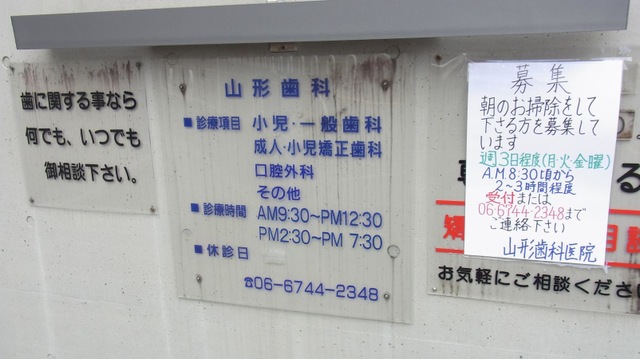 歯に関する事なら
何でも、いつでも
御相談下さい。
山形歯科
■診療項目 小児・一般歯科
成人・小児矯正歯科
口腔外科
その他
■診療時間 AM9:30～PM12:30
PM2:30～PM 7:30
■休診日
☎06-6744-2348
募集
朝のお掃除をして
下さる方を募集して
います
週3日程度(月・火・金曜)
A.M.8:30頃から
2～3時間程度
受付または
06-6744-2348まで
ご連絡下さい
山形歯科医院
る
お気軽にご相談ください